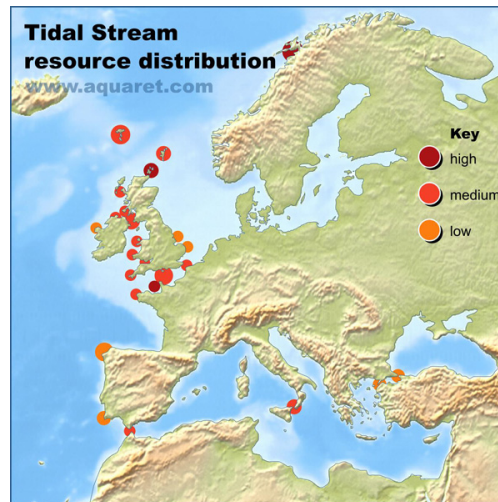 Tidal Stream
resource distribution
www.aquaret.com
Key
high
medium
low